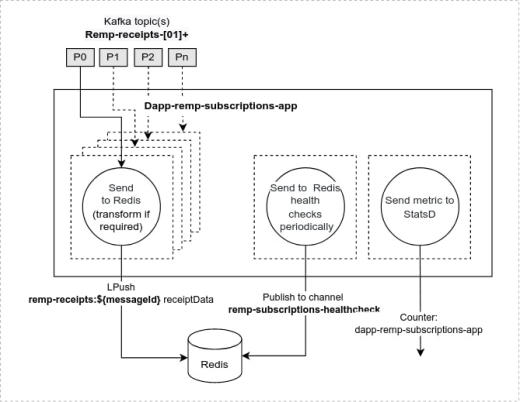 Kafka topic(s)
Remp-receipts-[01]+
P0 P1 P2 Pn
Dapp-remp-subscriptions-app
Send
to Redis
(transform if
required)
Send to Redis
health
checks
periodically
Send metric to
StatsD
LPush
remp-receipts:${messageId} receiptData
Publish to channel
remp-subscriptions-healthcheck
Counter:
dapp-remp-subscriptions-app
Redis